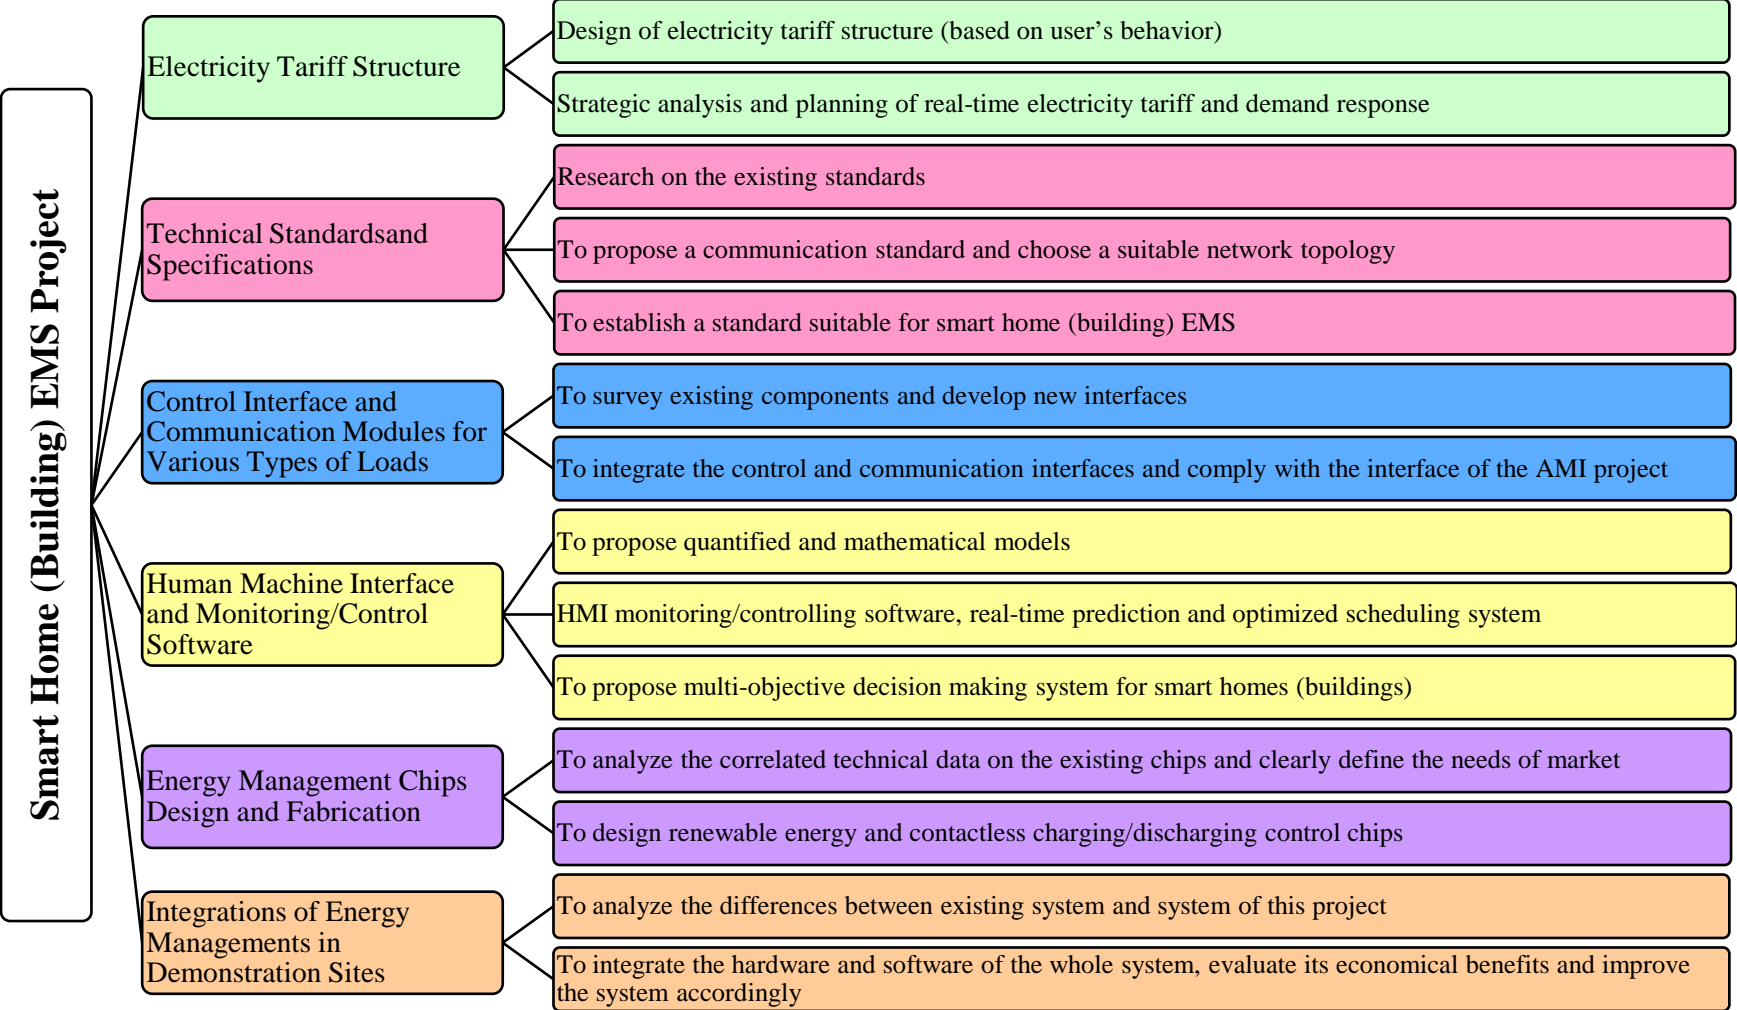 Smart Home (Building) EMS Project
Electricity Tariff Structure
Design of electricity tariff structure (based on user's behavior)
Strategic analysis and planning of real-time electricity tariff and demand response
Technical Standardsand
Specifications
Research on the existing standards
To propose a communication standard and choose a suitable network topology
To establish a standard suitable for smart home (building) EMS
Control Interface and
Communication Modules for
Various Types of Loads
To survey existing components and develop new interfaces
To integrate the control and communication interfaces and comply with the interface of the AMI project
Human Machine Interface
and Monitoring/Control
Software
To propose quantified and mathematical models
HMI monitoring/controlling software, real-time prediction and optimized scheduling system
To propose multi-objective decision making system for smart homes (buildings)
Energy Management Chips
Design and Fabrication
To analyze the correlated technical data on the existing chips and clearly define the needs of market
To design renewable energy and contactless charging/discharging control chips
Integrations of Energy
Managements in
Demonstration Sites
To analyze the differences between existing system and system of this project
To integrate the hardware and software of the whole system, evaluate its economical benefits and improve
the system accordingly